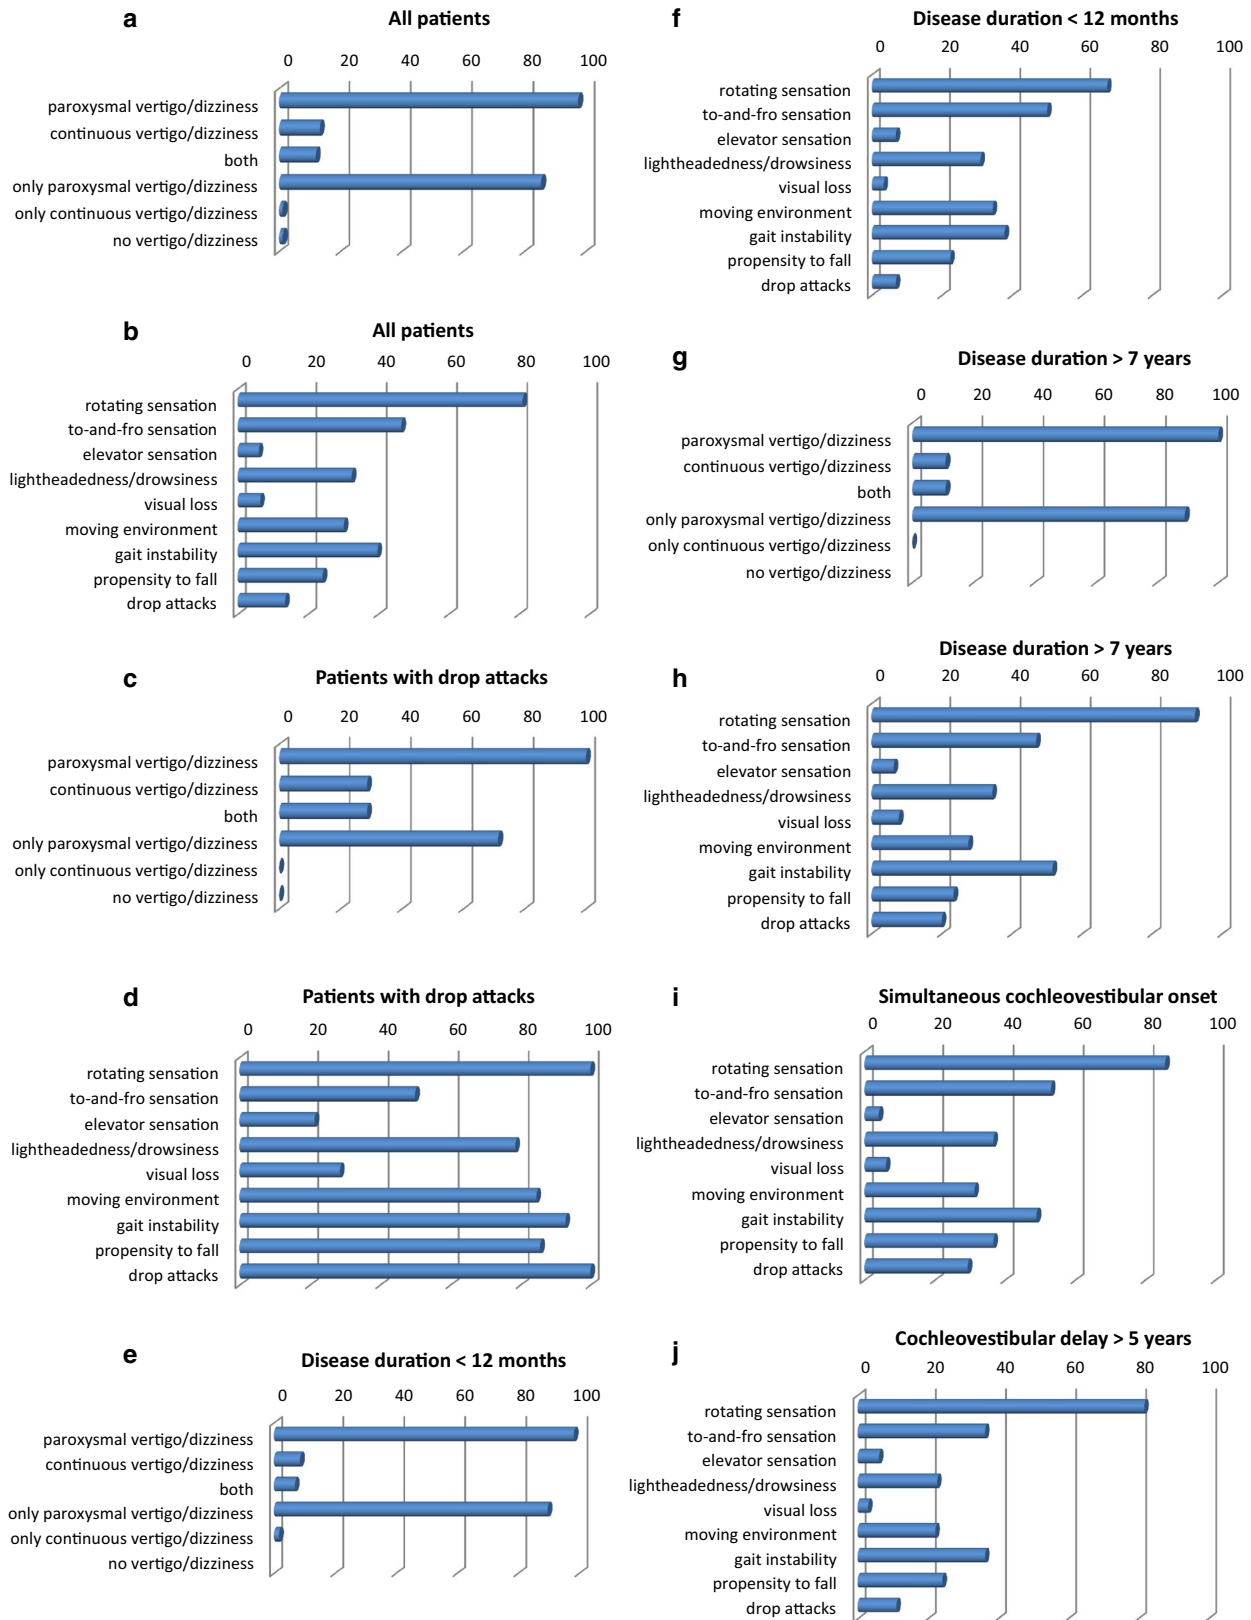 a
All patients
0 20 40 60 80 100
paroxysmal vertigo/dizziness
continuous vertigo/dizziness
both
only paroxysmal vertigo/dizziness
only continuous vertigo/dizziness
no vertigo/dizziness
b
All patients
0 20 40 60 80 100
rotating sensation
to-and-fro sensation
elevator sensation
lightheadedness/drowsiness
visual loss
moving environment
gait instability
propensity to fall
drop attacks
c
Patients with drop attacks
0 20 40 60 80 100
paroxysmal vertigo/dizziness
continuous vertigo/dizziness
both
only paroxysmal vertigo/dizziness
only continuous vertigo/dizziness
no vertigo/dizziness
d
Patients with drop attacks
0 20 40 60 80 100
rotating sensation
to-and-fro sensation
elevator sensation
lightheadedness/drowsiness
visual loss
moving environment
gait instability
propensity to fall
drop attacks
e
Disease duration < 12 months
0 20 40 60 80 100
paroxysmal vertigo/dizziness
continuous vertigo/dizziness
both
only paroxysmal vertigo/dizziness
only continuous vertigo/dizziness
no vertigo/dizziness
f
Disease duration < 12 months
0 20 40 60 80 100
rotating sensation
to-and-fro sensation
elevator sensation
lightheadedness/drowsiness
visual loss
moving environment
gait instability
propensity to fall
drop attacks
g
Disease duration > 7 years
0 20 40 60 80 100
paroxysmal vertigo/dizziness
continuous vertigo/dizziness
both
only paroxysmal vertigo/dizziness
only continuous vertigo/dizziness
no vertigo/dizziness
h
Disease duration > 7 years
0 20 40 60 80 100
rotating sensation
to-and-fro sensation
elevator sensation
lightheadedness/drowsiness
visual loss
moving environment
gait instability
propensity to fall
drop attacks
i
Simultaneous cochleovestibular onset
0 20 40 60 80 100
rotating sensation
to-and-fro sensation
elevator sensation
lightheadedness/drowsiness
visual loss
moving environment
gait instability
propensity to fall
drop attacks
j
Cochleovestibular delay > 5 years
0 20 40 60 80 100
rotating sensation
to-and-fro sensation
elevator sensation
lightheadedness/drowsiness
visual loss
moving environment
gait instability
propensity to fall
drop attacks